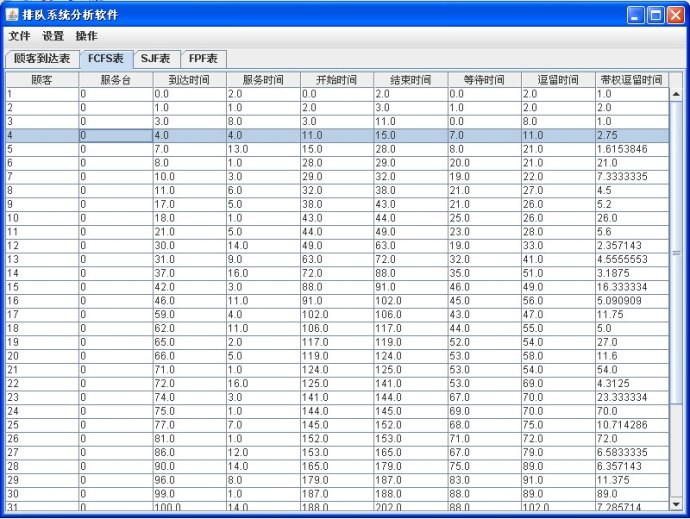 排队系统分析软件
文件 设置 操作
顾客到达表 FCFS表 SJF表 FPF表
顾客 服务台 到达时间 服务时间 开始时间 结束时间 等待时间 逗留时间 带权逗留时间
1 0 0.0 2.0 0.0 2.0 0.0 2.0 1.0
2 0 1.0 1.0 2.0 3.0 1.0 2.0 2.0
3 0 3.0 8.0 3.0 11.0 0.0 8.0 1.0
4 0 4.0 4.0 11.0 15.0 7.0 11.0 2.75
5 0 7.0 13.0 15.0 28.0 8.0 21.0 1.6153846
6 0 8.0 1.0 28.0 29.0 20.0 21.0 21.0
7 0 10.0 3.0 29.0 32.0 19.0 22.0 7.3333335
8 0 11.0 6.0 32.0 38.0 21.0 27.0 4.5
9 0 17.0 5.0 38.0 43.0 21.0 26.0 5.2
10 0 18.0 1.0 43.0 44.0 25.0 26.0 26.0
11 0 21.0 5.0 44.0 49.0 23.0 28.0 5.6
12 0 30.0 14.0 49.0 63.0 19.0 33.0 2.357143
13 0 31.0 9.0 63.0 72.0 32.0 41.0 4.5555553
14 0 37.0 16.0 72.0 88.0 35.0 51.0 3.1875
15 0 42.0 3.0 88.0 91.0 46.0 49.0 16.333334
16 0 46.0 11.0 91.0 102.0 45.0 56.0 5.090909
17 0 59.0 4.0 102.0 106.0 43.0 47.0 11.75
18 0 62.0 11.0 106.0 117.0 44.0 55.0 5.0
19 0 65.0 2.0 117.0 119.0 52.0 54.0 27.0
20 0 66.0 5.0 119.0 124.0 53.0 58.0 11.6
21 0 71.0 1.0 124.0 125.0 53.0 54.0 54.0
22 0 72.0 16.0 125.0 141.0 53.0 69.0 4.3125
23 0 74.0 3.0 141.0 144.0 67.0 70.0 23.333334
24 0 75.0 1.0 144.0 145.0 69.0 70.0 70.0
25 0 77.0 7.0 145.0 152.0 68.0 75.0 10.714286
26 0 81.0 1.0 152.0 153.0 71.0 72.0 72.0
27 0 86.0 12.0 153.0 165.0 67.0 79.0 6.5833335
28 0 90.0 14.0 165.0 179.0 75.0 89.0 6.357143
29 0 96.0 8.0 179.0 187.0 83.0 91.0 11.375
30 0 99.0 1.0 187.0 188.0 88.0 89.0 89.0
31 0 100.0 14.0 188.0 202.0 88.0 102.0 7.285714